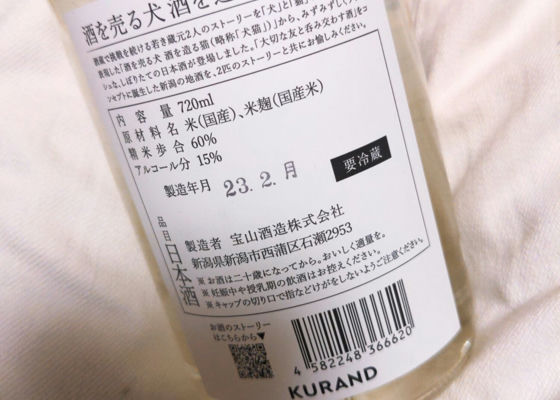 酒を売る犬 酒を造
酒蔵で挑戦を続ける若き蔵元2人のストーリーを「犬」と「猫」
表現した「酒を売る犬 酒を造る猫(略称「犬猫」)」から、みずみずしくフ
シュな、しぼりたての日本酒が登場しました。「大切な友と呑み交わす酒」をコ
ンセプトに誕生した新潟の地酒を、2匹のストーリーと共にお愉しみください。
内容量 720ml
原材料名 米(国産)、米麹(国産米)
精米歩合 60%
アルコール分 15%
要冷蔵
製造年月 23.2.月
品目 日本酒
製造者 宝山酒造株式会社
新潟県新潟市西蒲区石瀬2953
※ お酒は二十歳になってから。おいしく適量を。
※ 妊娠中や授乳期の飲酒はお控えください。
※ キャップの切り口で指などけがをしないようご注意ください。
お酒のストーリー
はこちらから▼
4 582248 366620
KURAND